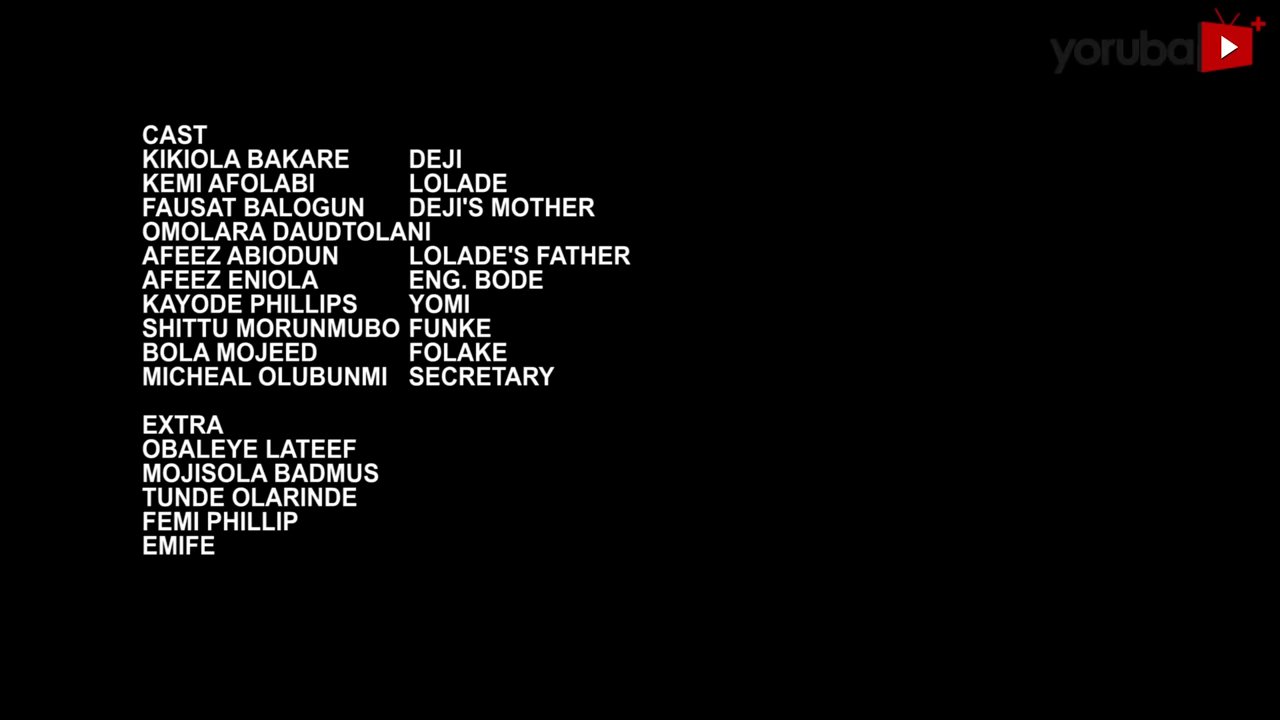 yoruba
CAST
KIKIOLA BAKARE DEJI
KEMI AFOLABI LOLADE
FAUSAT BALOGUN DEJI'S MOTHER
OMOLARA DAUDTOLANI
AFEEZ ABIODUN LOLADE'S FATHER
AFEEZ ENIOLA ENG. BODE
KAYODE PHILLIPS YOMI
SHITTU MORUNMUBO FUNKE
BOLA MOJEED FOLAKE
MICHEAL OLUBUNMI SECRETARY
EXTRA
OBALEYE LATEEF
MOJISOLA BADMUS
TUNDE OLARINDE
FEMI PHILLIP
EMIFE